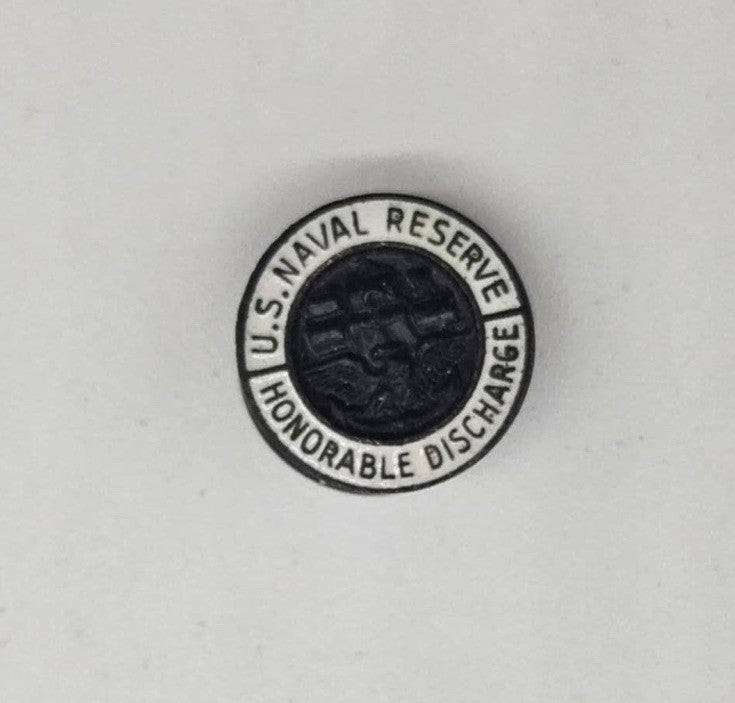 U.S. NAVAL RESERVE
HONORABLE DISCHARGE